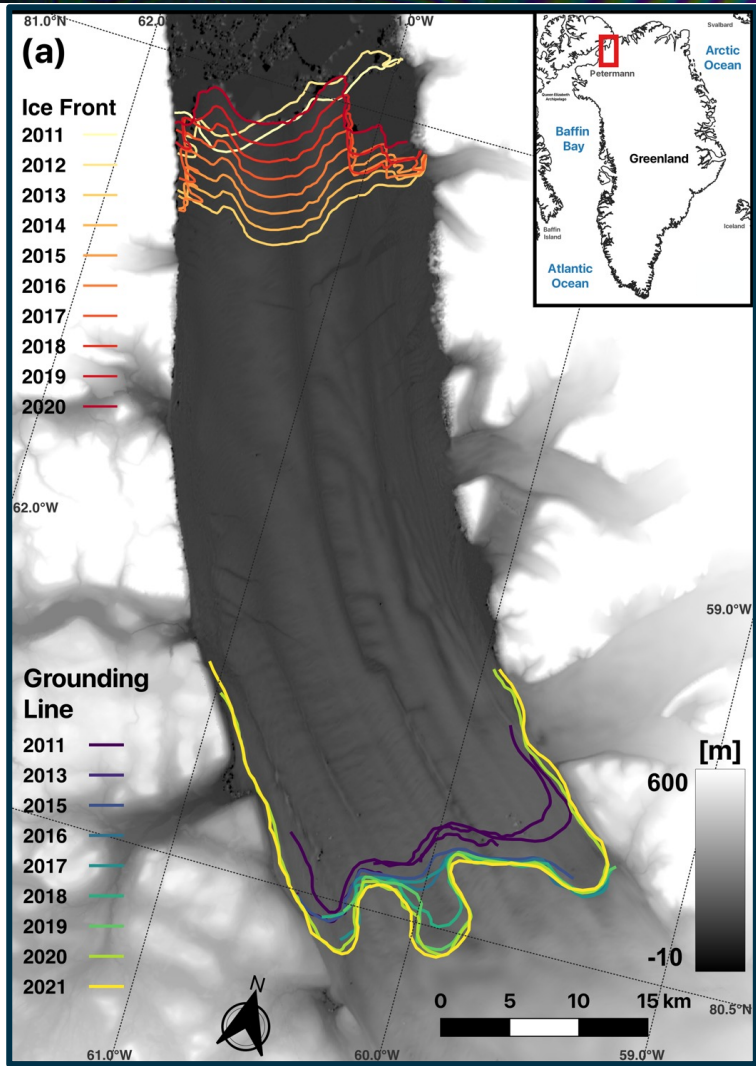 81.0°N
62.0
1.0°W
(a)
Ice Front
2011
2012
2013
2014
2015
2016
2017
2018
2019
2020
62.0°W
59.0°W
Grounding
Line
2011
2013
2015
2016
2017
2018
2019
2020
2021
[m]
600
-10
N
0 5 10 15 km
80.5°N
61.0°W
60.0°W
59.0°W
Svalbard
Arctic
Ocean
Petermann
Queen Elizabeth
Archipelago
Baffin
Bay
Greenland
Baffin
Island
Iceland
Atlantic
Ocean